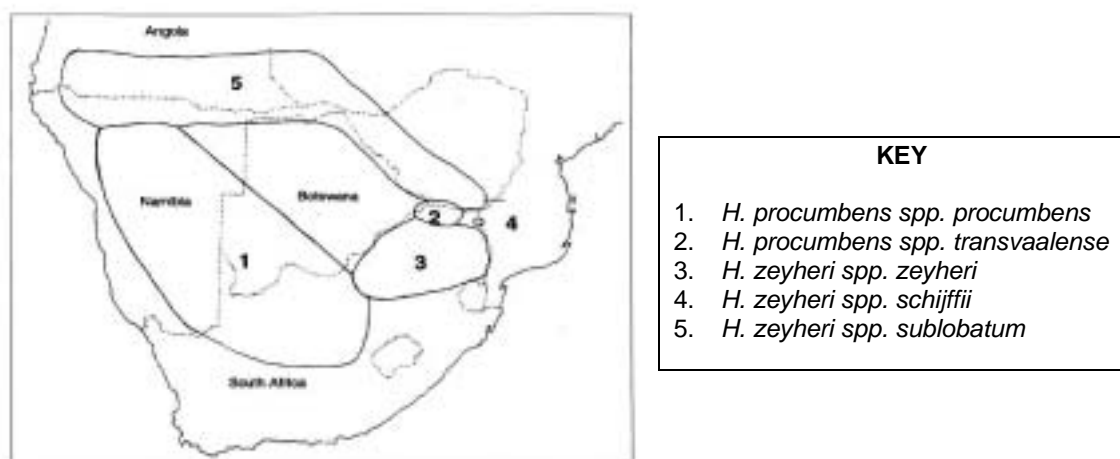 Angola
5
Namibia
Botswana
2
4
1
3
South Africa
KEY
1. H. procumbens spp. procumbens
2. H. procumbens spp. transvaalense
3. H. zeyheri spp. zeyheri
4. H. zeyheri spp. schijffii
5. H. zeyheri spp. sublobatum